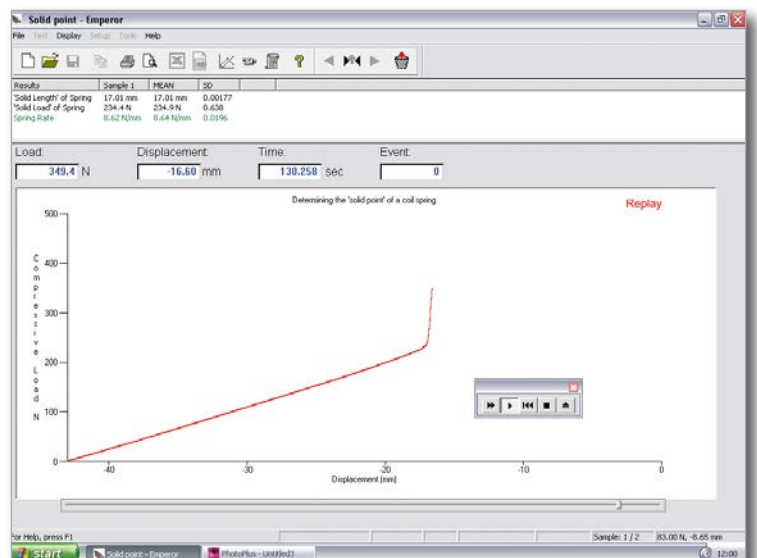 Solid point - Emperor
File Test Display Setup Tools Help
Results Sample 1 MEAN SD
'Solid Length' of Spring 17.01 mm 17.01 mm 0.00177
'Solid Load' of Spring 234.4 N 234.9 N 0.638
Spring Rate 8.62 N/mm 8.64 N/mm 0.0196
Load: Displacement: Time: Event:
349.4 N -16.60 mm 130.250 sec 0
Determining the 'solid point' of a coil spring
Replay
500
400
300
200
100
0
Compressive Load N
-40 -30 -20 -10 0
Displacement (mm)
For Help, press F1 Sample: 1 / 2 83.00 N, -8.65 mm
start Solid point - Emperor PhotoPlus - Untitled3 12:00